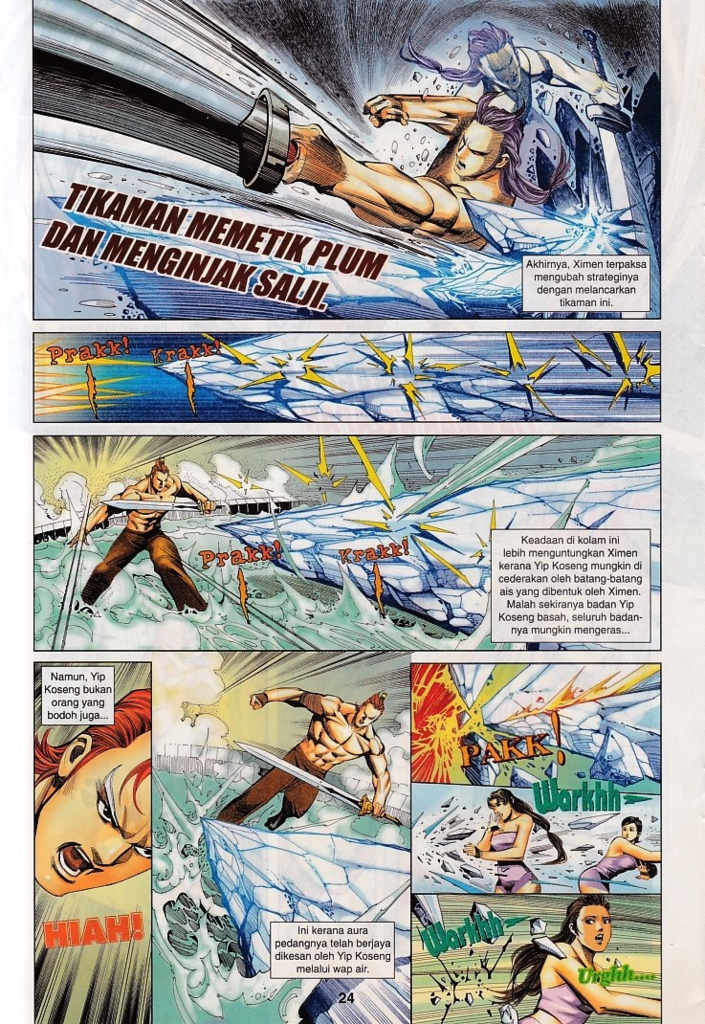 TIKAMAN MEMETIK PLUM
DAN MENGINJAK SALJI.
Akhirnya, Ximen terpaksa
mengubah strateginya
dengan melancarkan
tikaman ini.
Prakk!
Krakk!
Prakk!
Krakk!
Keadaan di kolam ini
lebih menguntungkan Ximen
kerana Yip Koseng mungkin di
cederakan oleh batang-batang
ais yang dibentuk oleh Ximen.
Malah sekiranya badan Yip
Koseng basah, seluruh badan-
nya mungkin mengeras...
Namun, Yip
Koseng bukan
orang yang
bodoh juga...
HIAH!
Ini kerana aura
pedangnya telah berjaya
dikesan oleh Yip Koseng
melalui wap air.
PAKK!
Warkhh
Warkhh
Urghh....
24